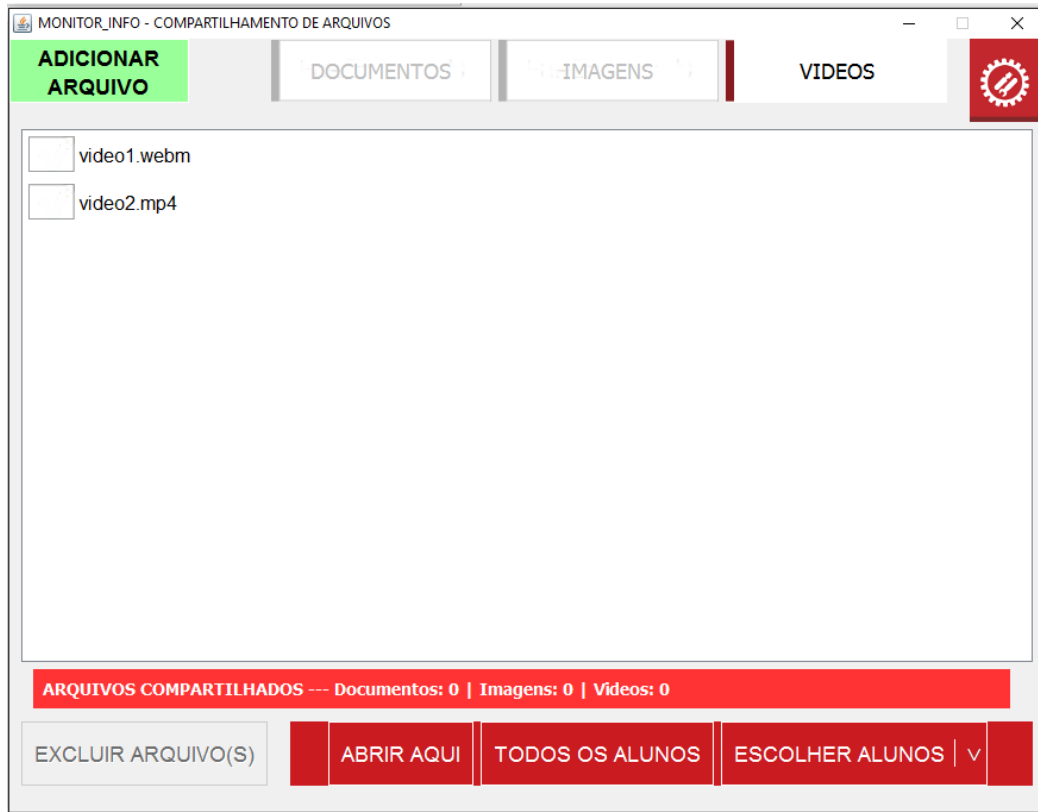 MONITOR_INFO - COMPARTILHAMENTO DE ARQUIVOS
ADICIONAR
ARQUIVO
DOCUMENTOS
IMAGENS
VIDEOS
video1.webm
video2.mp4
ARQUIVOS COMPARTILHADOS --- Documentos: 0 | Imagens: 0 | Videos: 0
EXCLUIR ARQUIVO(S)
ABRIR AQUI
TODOS OS ALUNOS
ESCOLHER ALUNOS | V